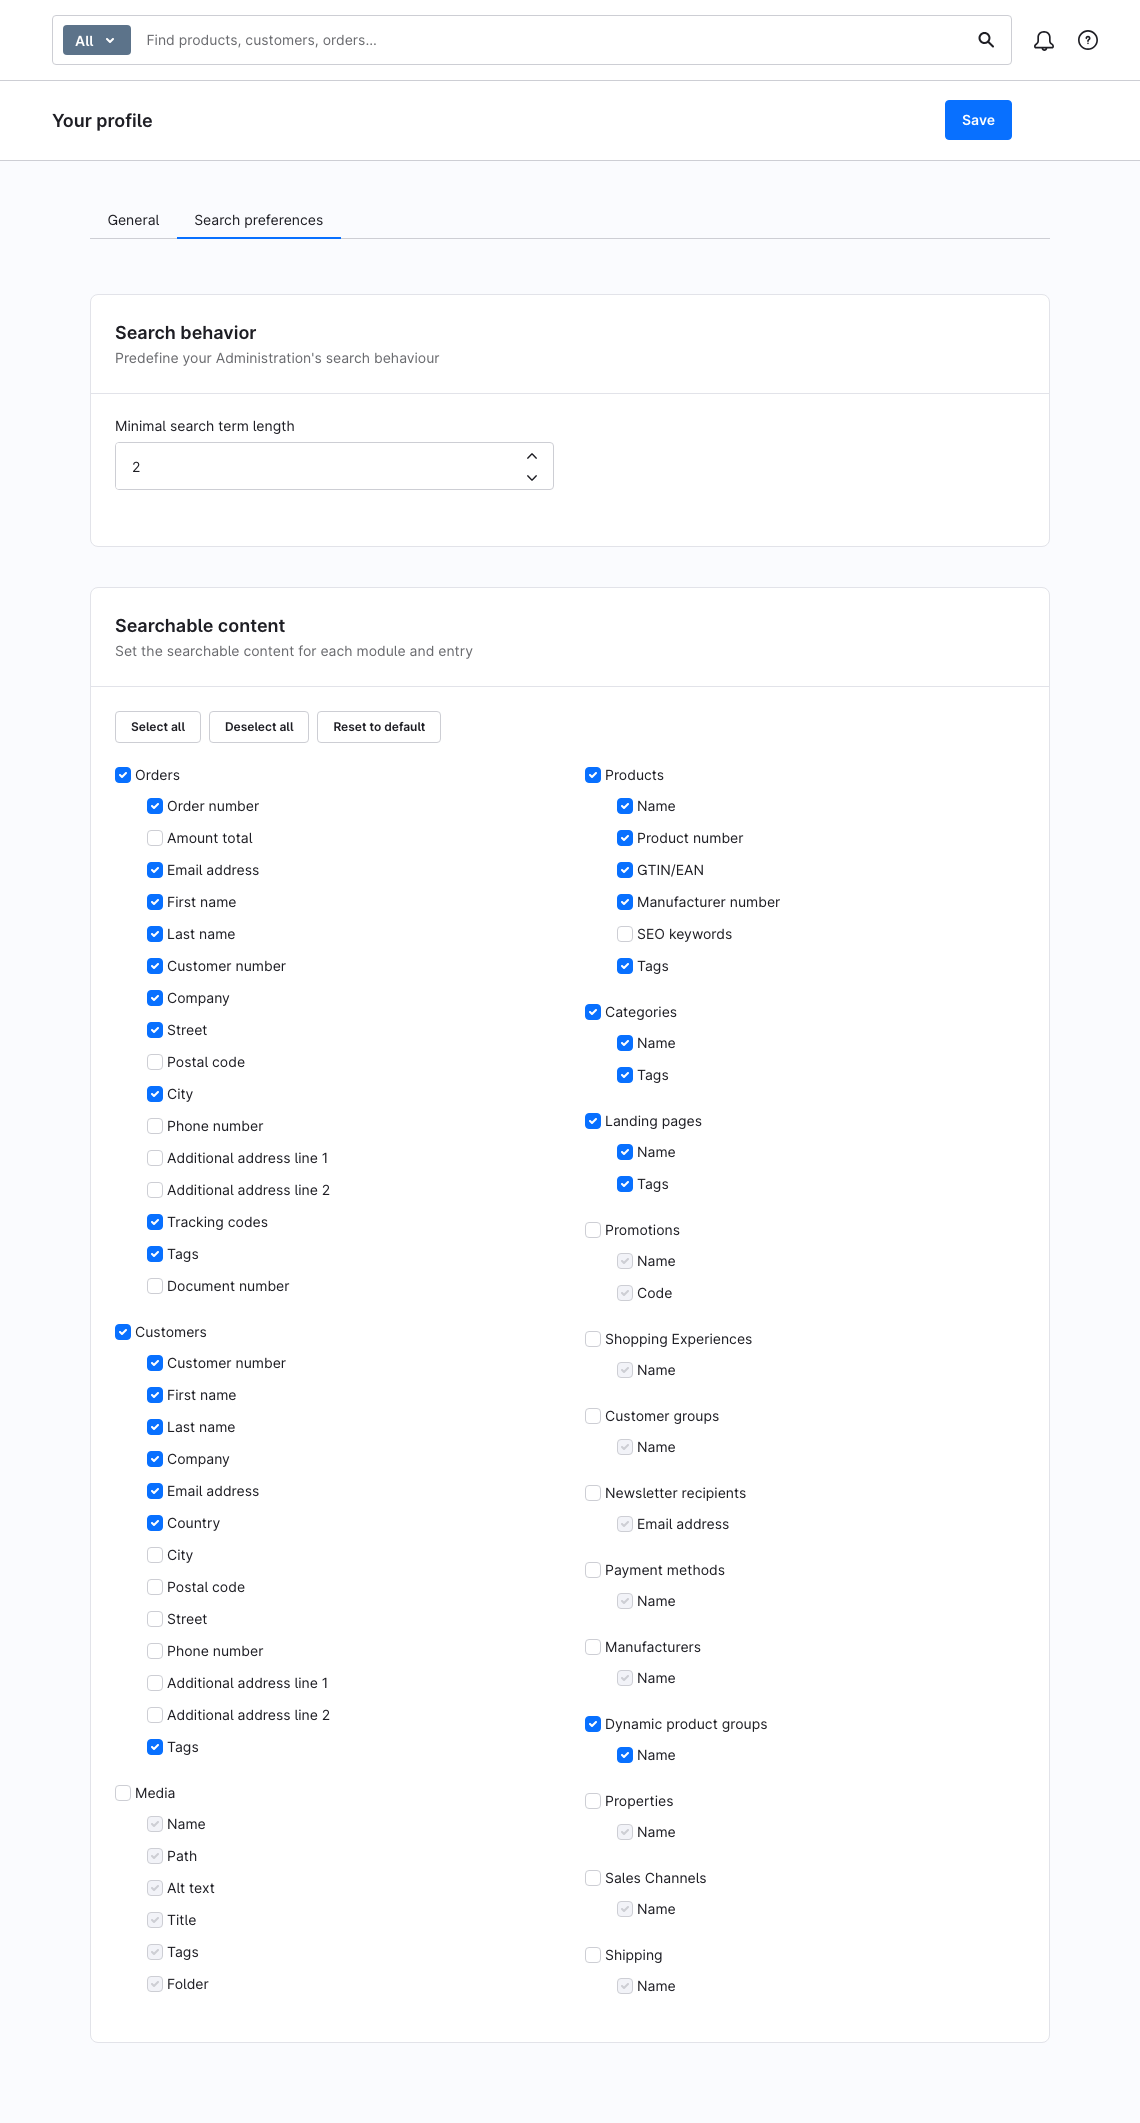 All
Find products, customers, orders...
Your profile
Save
General
Search preferences
Search behavior
Predefine your Administration's search behaviour
Minimal search term length
2
Searchable content
Set the searchable content for each module and entry
Select all
Deselect all
Reset to default
Orders
Order number
Amount total
Email address
First name
Last name
Customer number
Company
Street
Postal code
City
Phone number
Additional address line 1
Additional address line 2
Tracking codes
Tags
Document number
Customers
Customer number
First name
Last name
Company
Email address
Country
City
Postal code
Street
Phone number
Additional address line 1
Additional address line 2
Tags
Media
Name
Path
Alt text
Title
Tags
Folder
Products
Name
Product number
GTIN/EAN
Manufacturer number
SEO keywords
Tags
Categories
Name
Tags
Landing pages
Name
Tags
Promotions
Name
Code
Shopping Experiences
Name
Customer groups
Name
Newsletter recipients
Email address
Payment methods
Name
Manufacturers
Name
Dynamic product groups
Name
Properties
Name
Sales Channels
Name
Shipping
Name